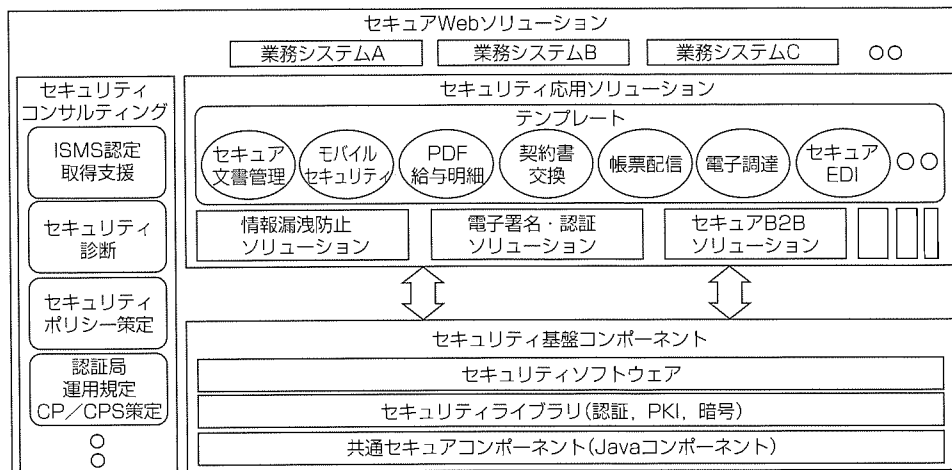 セキュアWebソリューション
業務システムA
業務システムB
業務システムC
○○
セキュリティ
コンサルティング
ISMS認定
取得支援
セキュリティ
診断
セキュリティ
ポリシー策定
認証局
運用規定
CP／CPS策定
○
○
セキュリティ応用ソリューション
テンプレート
セキュア
文書管理
モバイル
セキュリティ
PDF
給与明細
契約書
交換
帳票配信
電子調達
セキュア
EDI
○○
情報漏洩防止
ソリューション
電子署名・認証
ソリューション
セキュアB2B
ソリューション
セキュリティ基盤コンポーネント
セキュリティソフトウェア
セキュリティライブラリ(認証，PKI，暗号)
共通セキュアコンポーネント(Javaコンポーネント)